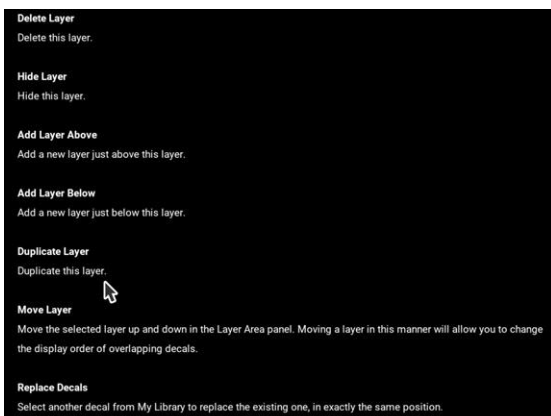 Delete Layer
Delete this layer.
Hide Layer
Hide this layer.
Add Layer Above
Add a new layer just above this layer.
Add Layer Below
Add a new layer just below this layer.
Duplicate Layer
Duplicate this layer.
Move Layer
Move the selected layer up and down in the Layer Area panel. Moving a layer in this manner will allow you to change
the display order of overlapping decals.
Replace Decals
Select another decal from My Library to replace the existing one, in exactly the same position.